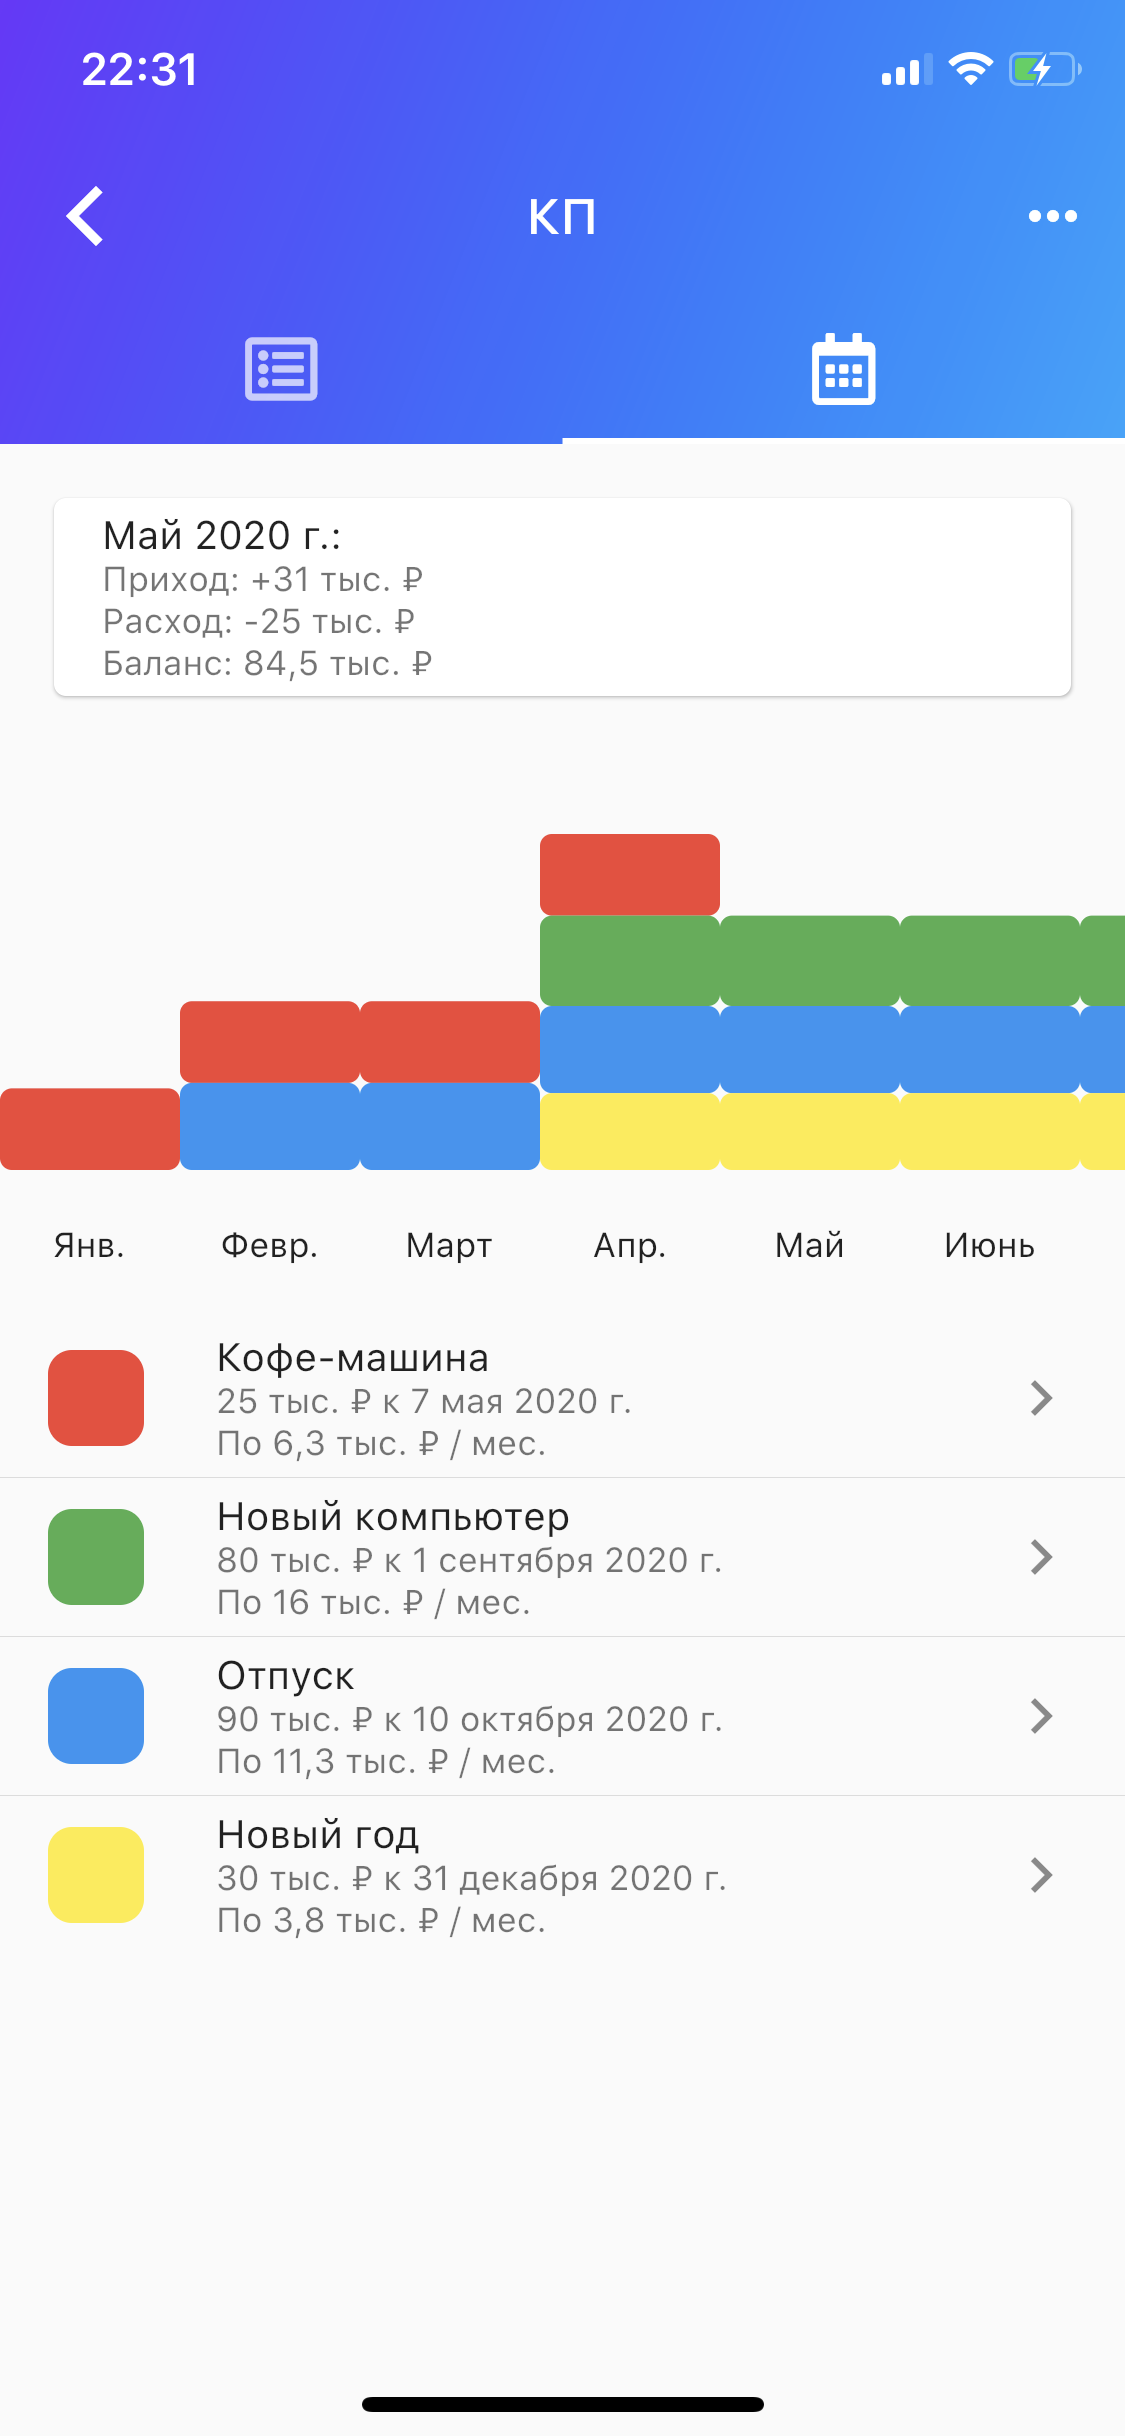 22:31
КП
Май 2020 г.:
Приход: +31 тыс. ₽
Расход: -25 тыс. ₽
Баланс: 84,5 тыс. ₽
Янв. Февр. Март Апр. Май Июнь
Кофе-машина
25 тыс. ₽ к 7 мая 2020 г.
По 6,3 тыс. ₽ / мес.
Новый компьютер
80 тыс. ₽ к 1 сентября 2020 г.
По 16 тыс. ₽ / мес.
Отпуск
90 тыс. ₽ к 10 октября 2020 г.
По 11,3 тыс. ₽ / мес.
Новый год
30 тыс. ₽ к 31 декабря 2020 г.
По 3,8 тыс. ₽ / мес.